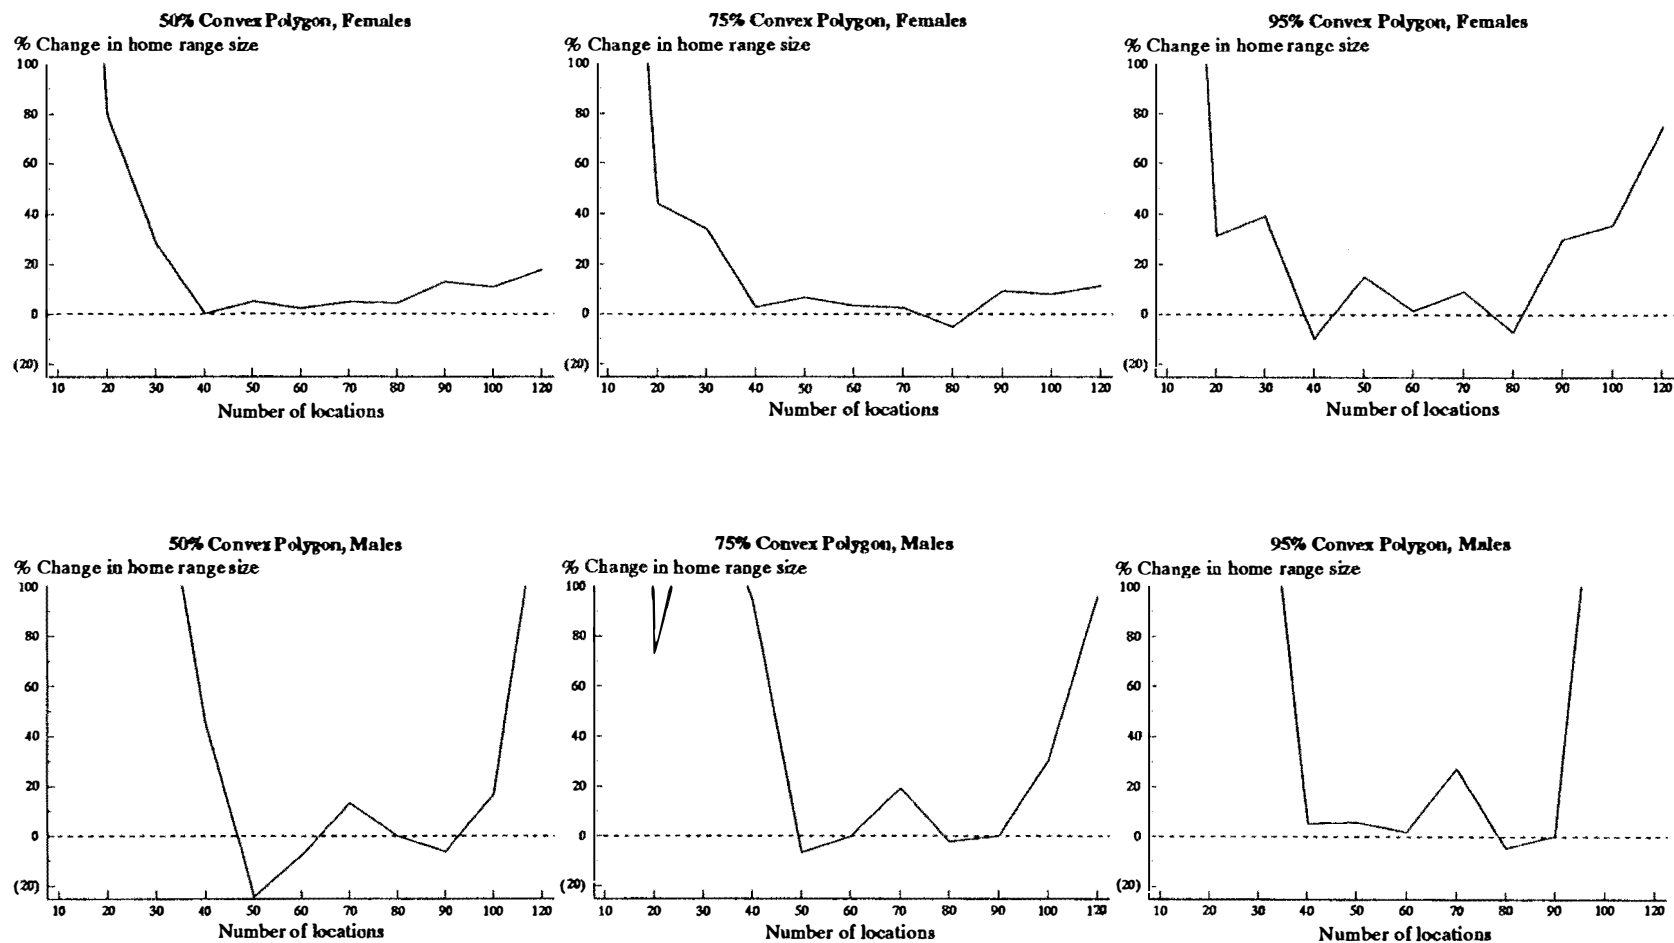 50% Convex Polygon, Females
% Change in home range size
100
80
60
40
20
0
(20)
10 20 30 40 50 60 70 80 90 100 120
Number of locations
75% Convex Polygon, Females
% Change in home range size
100
80
60
40
20
0
(20)
10 20 30 40 50 60 70 80 90 100 120
Number of locations
95% Convex Polygon, Females
% Change in home range size
100
80
60
40
20
0
(20)
10 20 30 40 50 60 70 80 90 100 120
Number of locations
50% Convex Polygon, Males
% Change in home range size
100
80
60
40
20
0
(20)
10 20 30 40 50 60 70 80 90 100 120
Number of locations
75% Convex Polygon, Males
% Change in home range size
100
80
60
40
20
0
(20)
10 20 30 40 50 60 70 80 90 100 120
Number of locations
95% Convex Polygon, Males
% Change in home range size
100
80
60
40
20
0
(20)
10 20 30 40 50 60 70 80 90 100 120
Number of locations